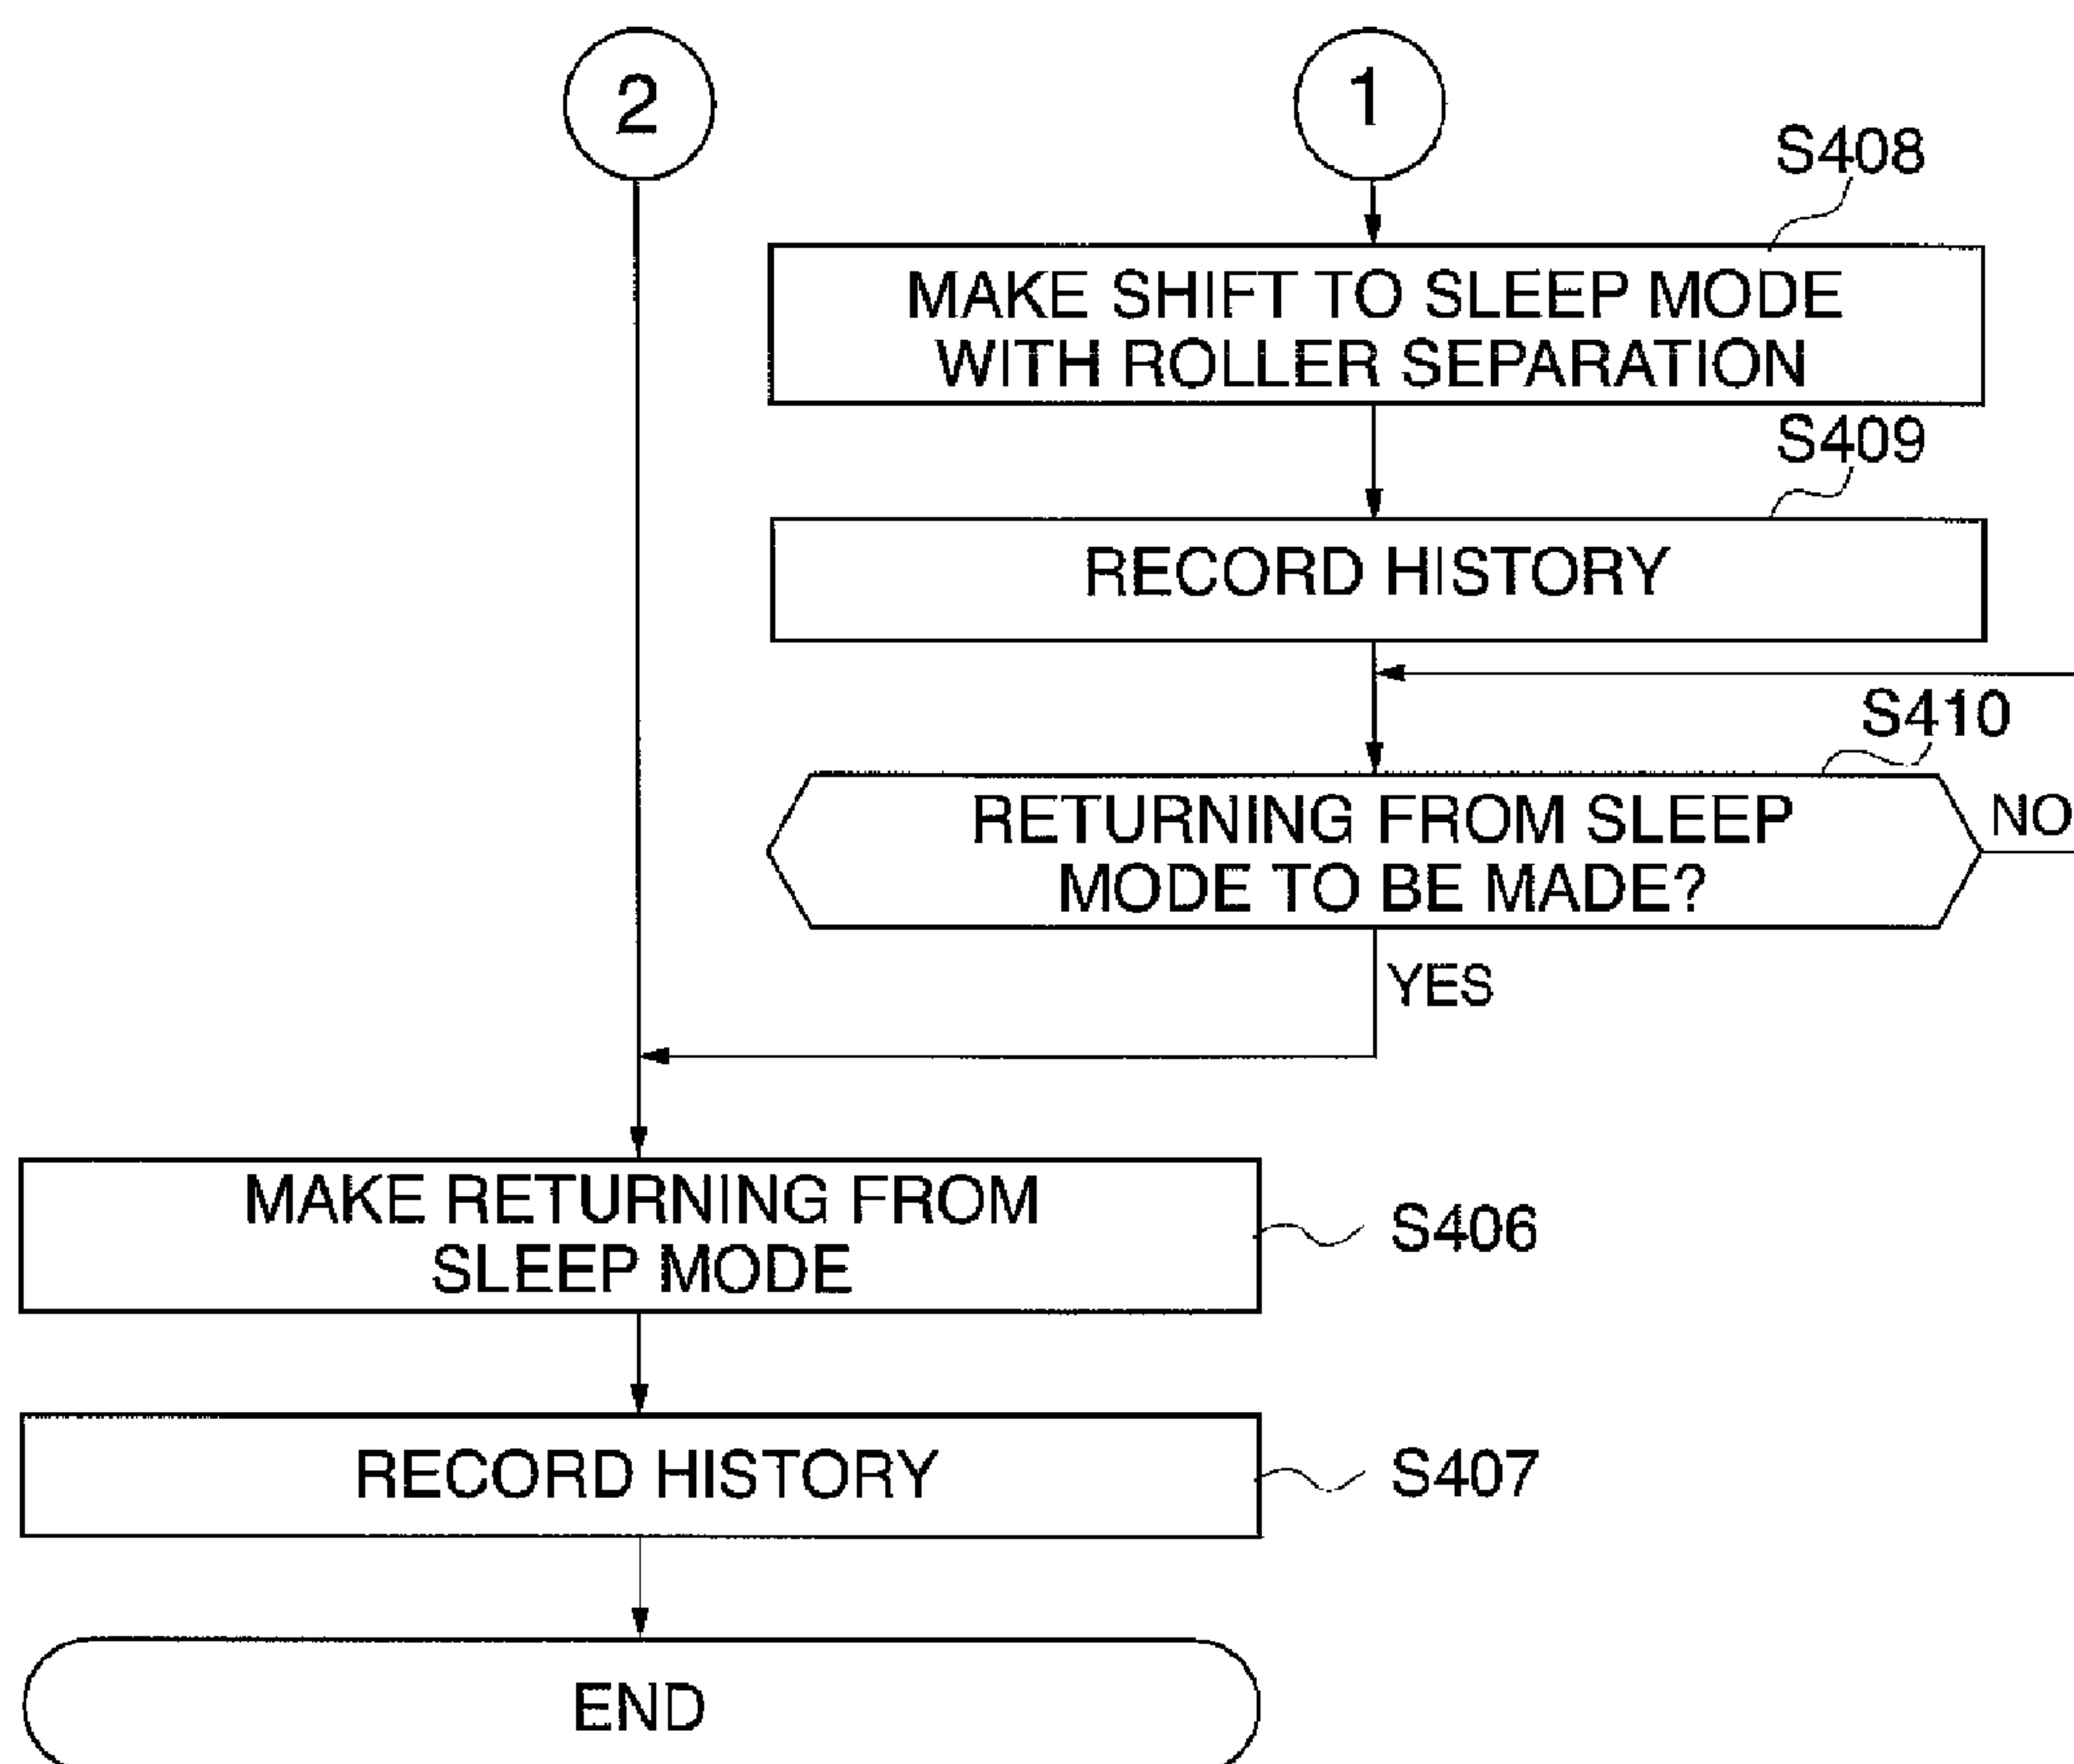 2
1
S408
MAKE SHIFT TO SLEEP MODE
WITH ROLLER SEPARATION
S409
RECORD HISTORY
S410
RETURNING FROM SLEEP
MODE TO BE MADE?
NO
YES
MAKE RETURNING FROM
SLEEP MODE
S406
RECORD HISTORY
S407
END